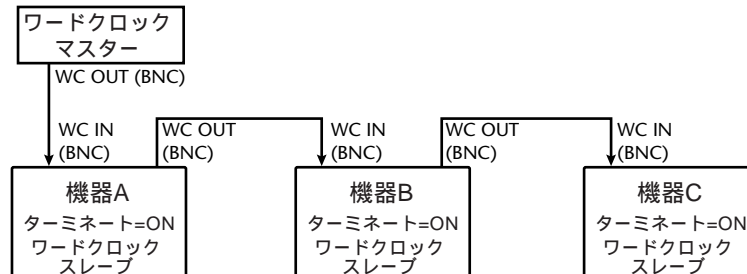 ワードクロック
マスター
WC OUT (BNC)
WC IN
(BNC)
WC OUT
(BNC)
WC IN
(BNC)
WC OUT
(BNC)
WC IN
(BNC)
機器A
ターミネート=ON
ワードクロック
スレーブ
機器B
ターミネート=ON
ワードクロック
スレーブ
機器C
ターミネート=ON
ワードクロック
スレーブ